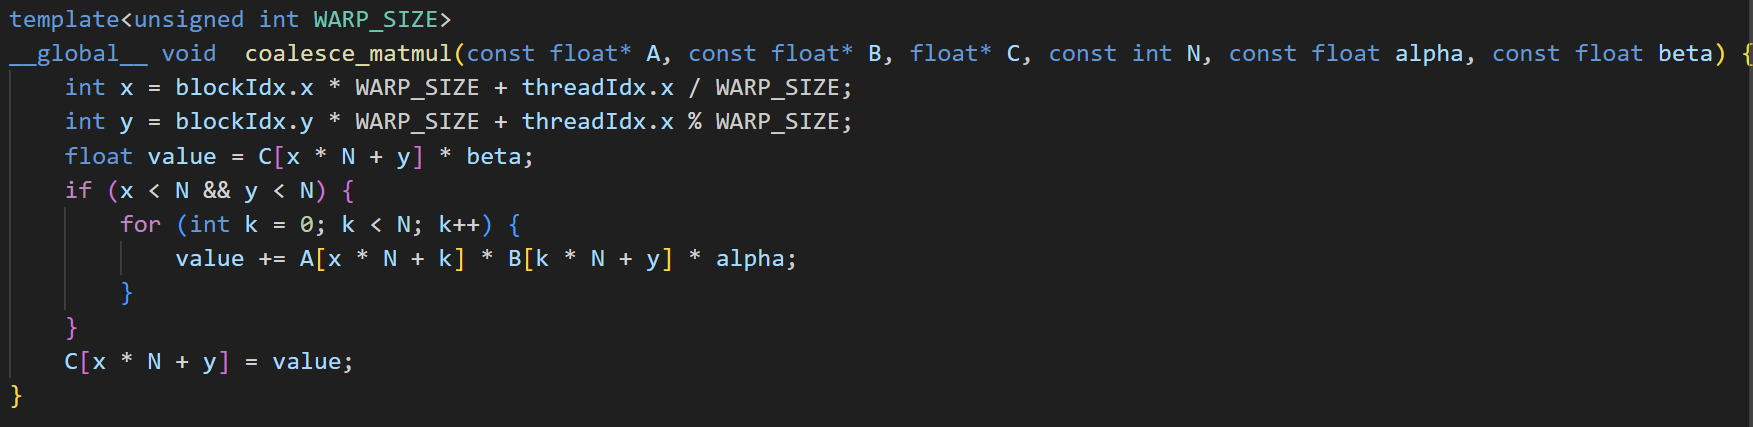 template<unsigned int WARP_SIZE>
__global__ void  coalesce_matmul(const float* A, const float* B, float* C, const int N, const float alpha, const float beta) {
    int x = blockIdx.x * WARP_SIZE + threadIdx.x / WARP_SIZE;
    int y = blockIdx.y * WARP_SIZE + threadIdx.x % WARP_SIZE;
    float value = C[x * N + y] * beta;
    if (x < N && y < N) {
        for (int k = 0; k < N; k++) {
            value += A[x * N + k] * B[k * N + y] * alpha;
        }
    }
    C[x * N + y] = value;
}